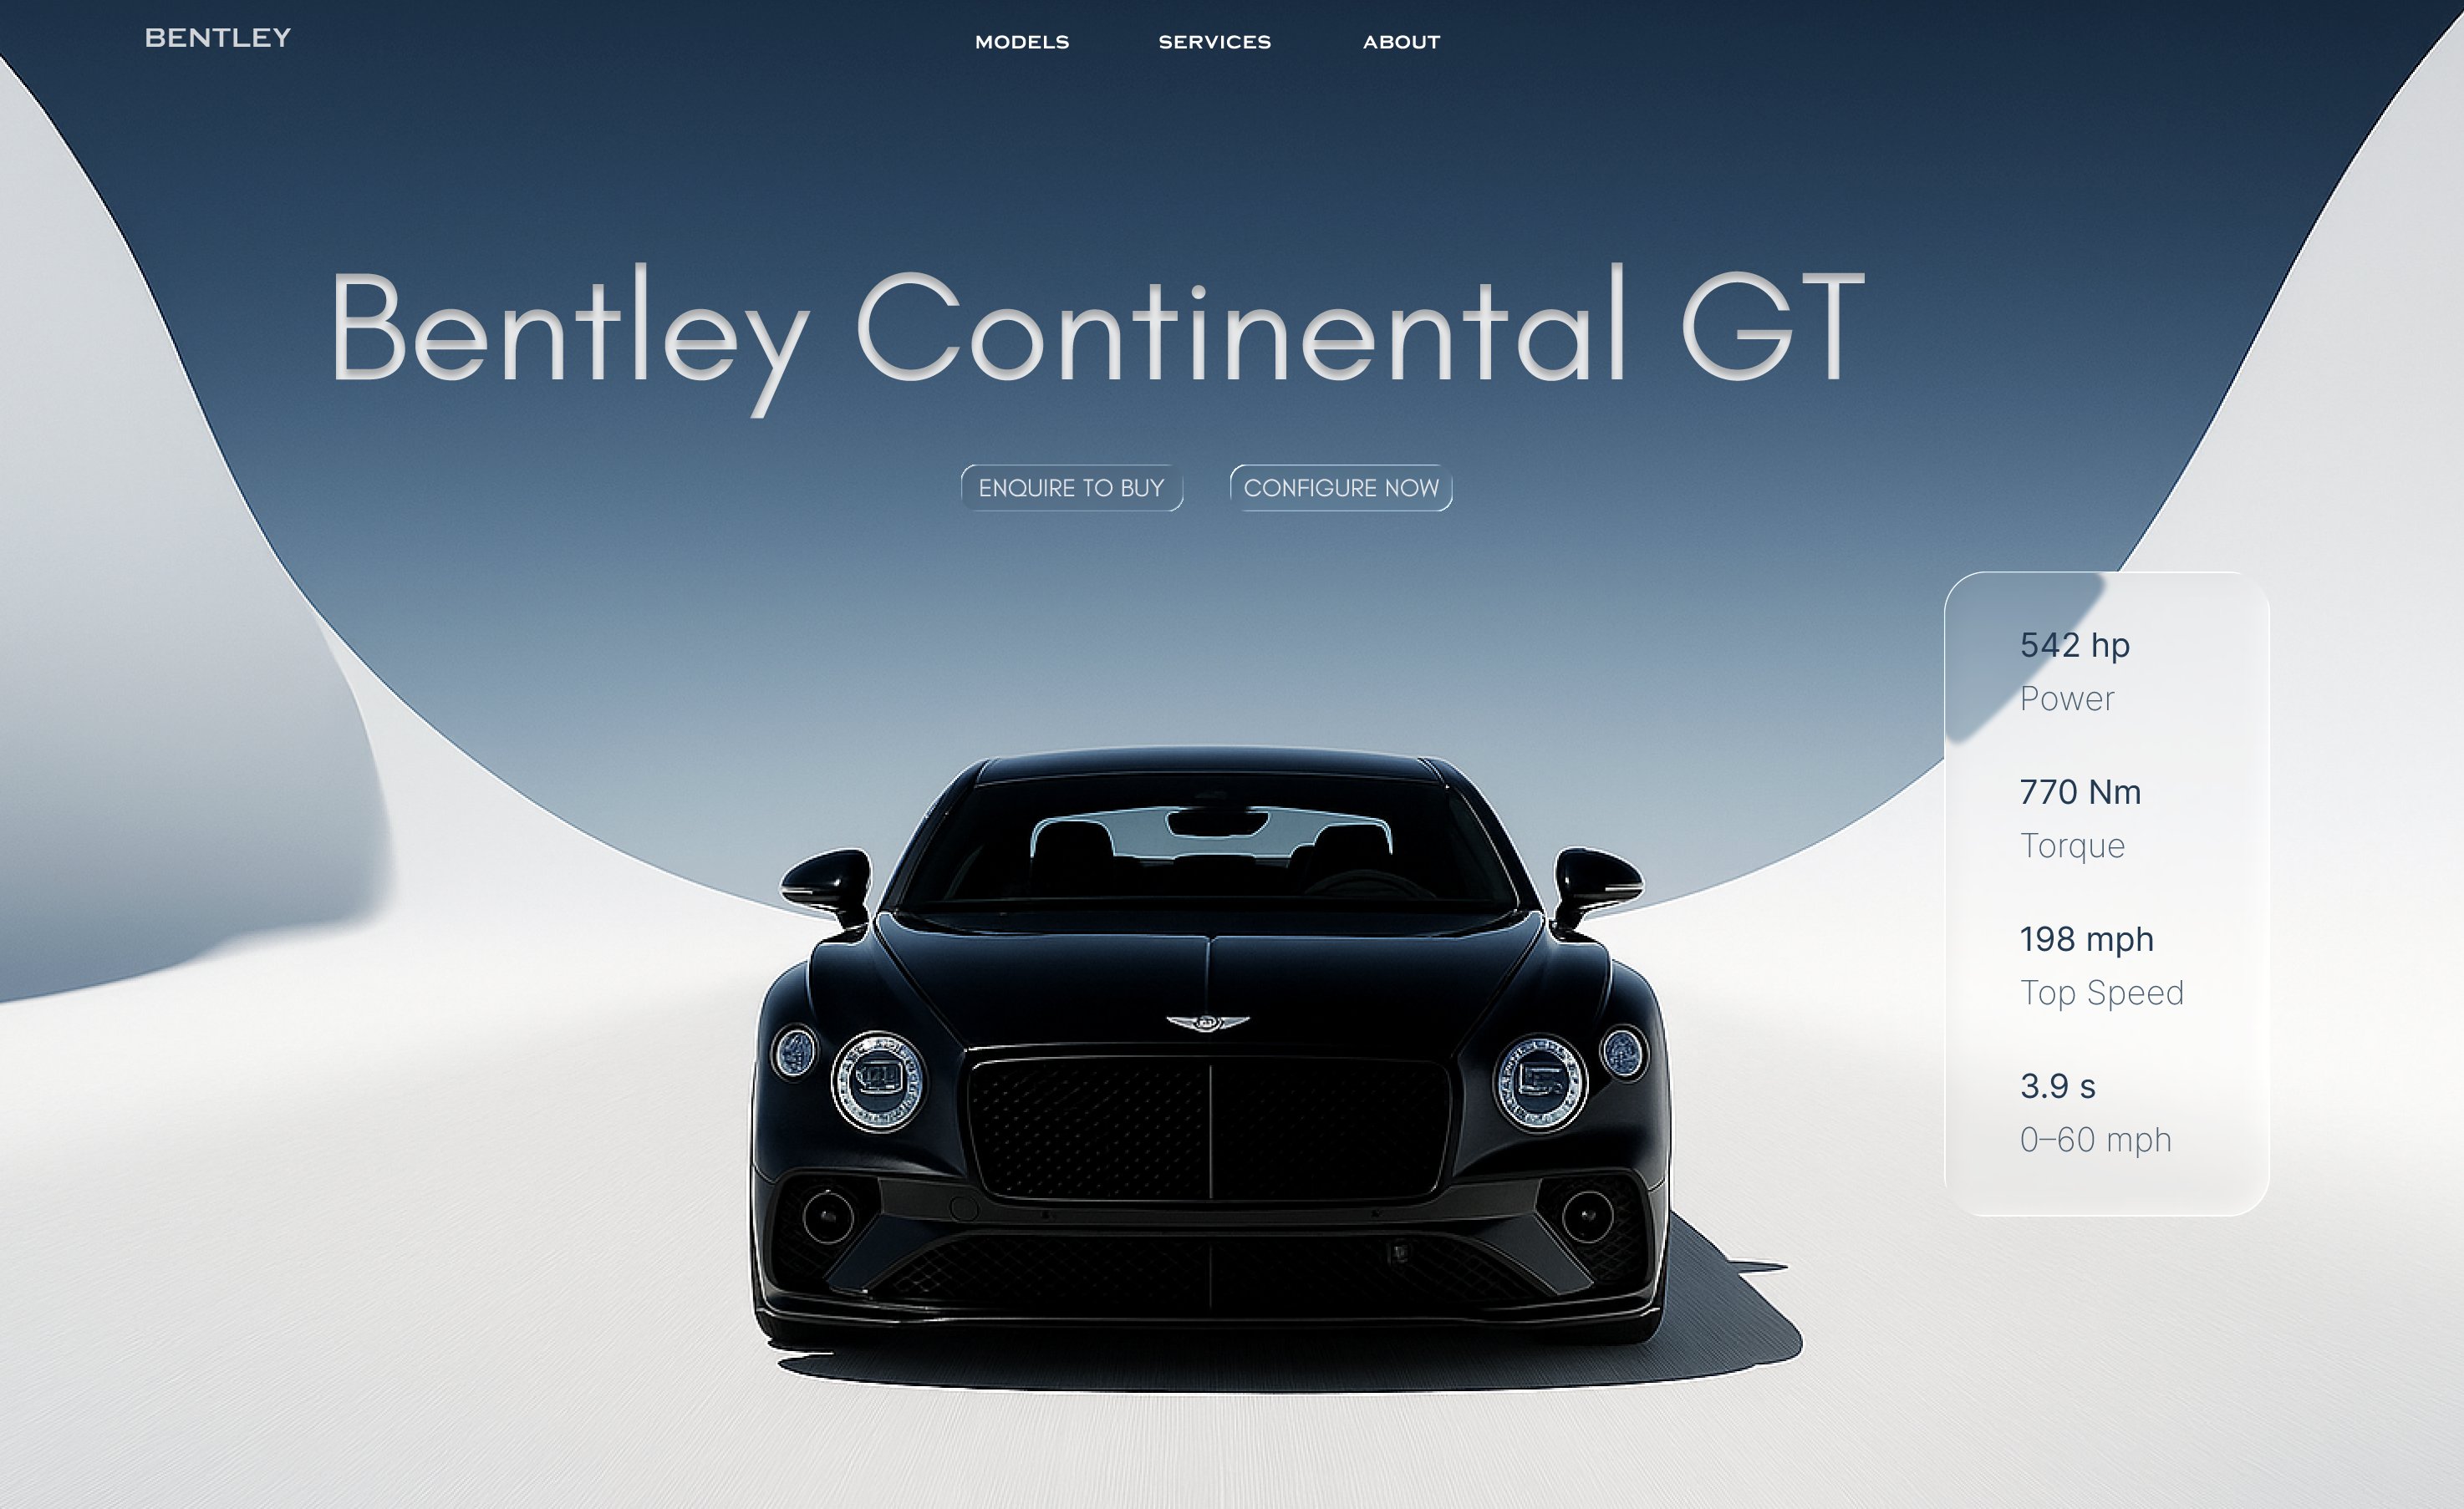 BENTLEY
MODELS SERVICES ABOUT
Bentley Continental GT
ENQUIRE TO BUY CONFIGURE NOW
542 hp
Power
770 Nm
Torque
198 mph
Top Speed
3.9 s
0–60 mph